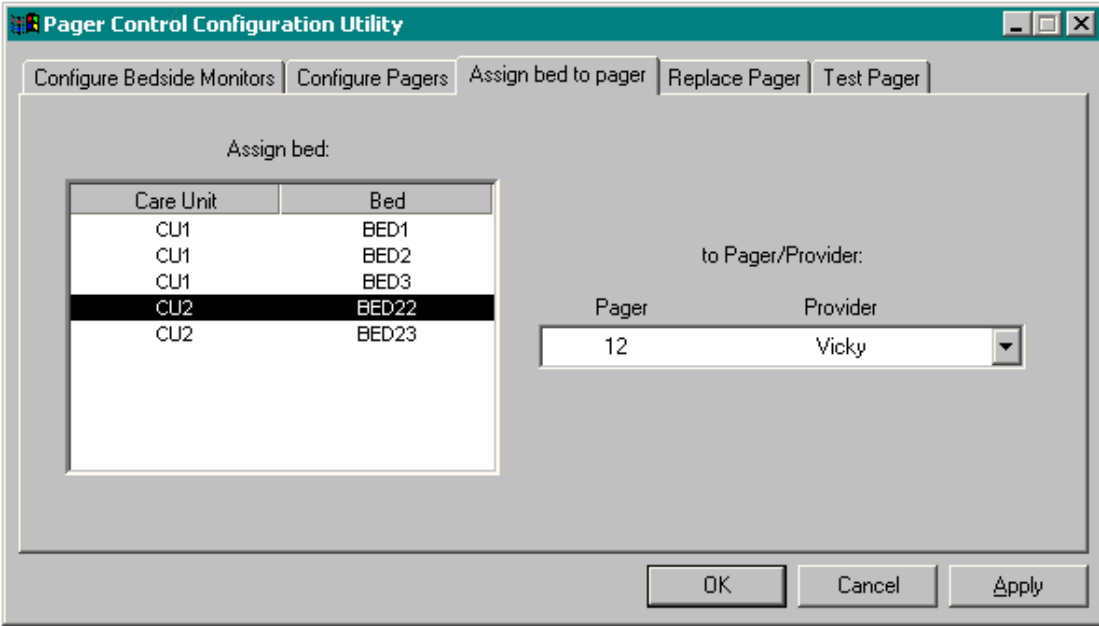 Pager Control Configuration Utility
Configure Bedside Monitors Configure Pagers Assign bed to pager Replace Pager Test Pager
Assign bed:
Care Unit Bed
CU1 BED1
CU1 BED2
CU1 BED3
CU2 BED22
CU2 BED23
to Pager/Provider:
Pager Provider
12 Vicky
OK Cancel Apply